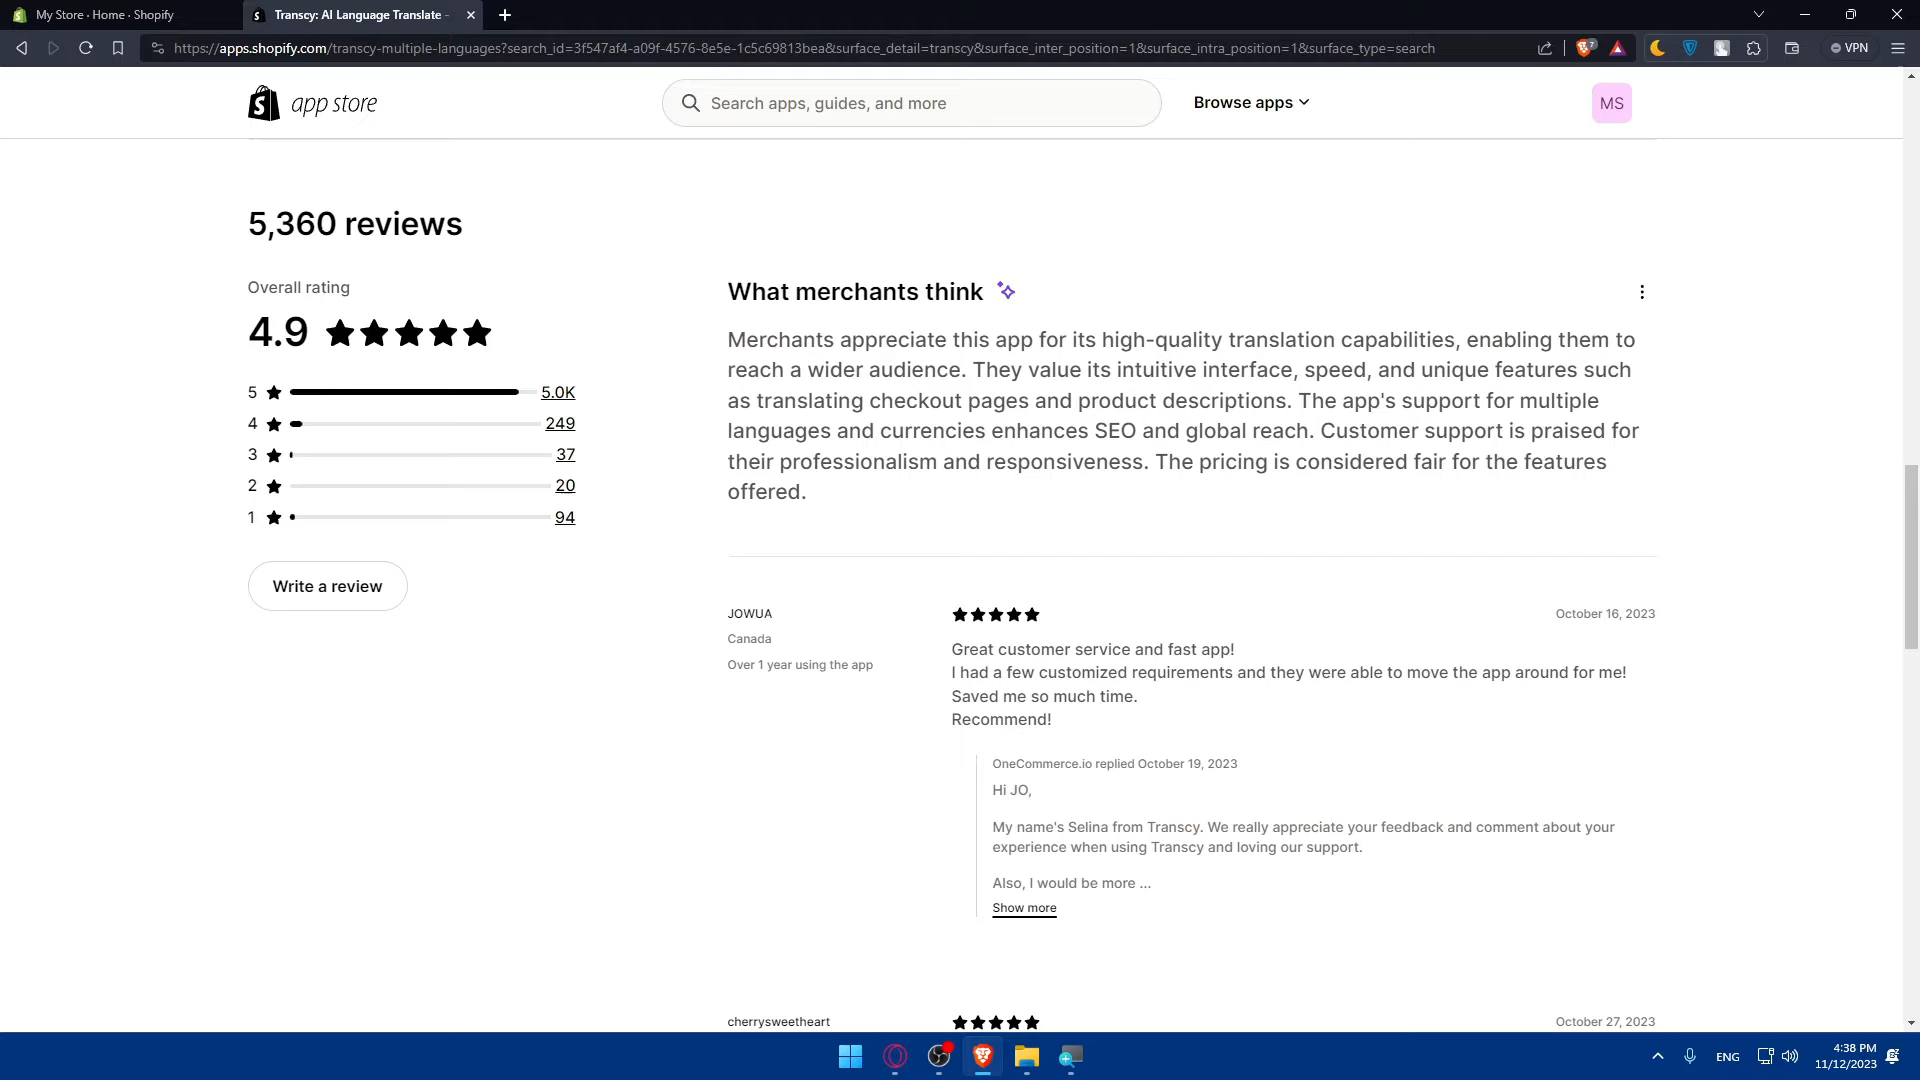 My Store · Home · Shopify
Transcy: AI Language Translate -
https://apps.shopify.com/transcy-multiple-languages?search_id=3f547af4-a09f-4576-8e5e-1c5c69813bea&surface_detail=transcy&surface_inter_position=1&surface_intra_position=1&surface_type=search
7
VPN
app store
Search apps, guides, and more
Browse apps
MS
5,360 reviews
Overall rating
4.9
5 5.0K
4 249
3 37
2 20
1 94
Write a review
What merchants think
Merchants appreciate this app for its high-quality translation capabilities, enabling them to
reach a wider audience. They value its intuitive interface, speed, and unique features such
as translating checkout pages and product descriptions. The app's support for multiple
languages and currencies enhances SEO and global reach. Customer support is praised for
their professionalism and responsiveness. The pricing is considered fair for the features
offered.
JOWUA
Canada
Over 1 year using the app
October 16, 2023
Great customer service and fast app!
I had a few customized requirements and they were able to move the app around for me!
Saved me so much time.
Recommend!
OneCommerce.io replied October 19, 2023
Hi JO,
My name's Selina from Transcy. We really appreciate your feedback and comment about your
experience when using Transcy and loving our support.
Also, I would be more ...
Show more
cherrysweetheart
October 27, 2023
ENG
4:38 PM
11/12/2023